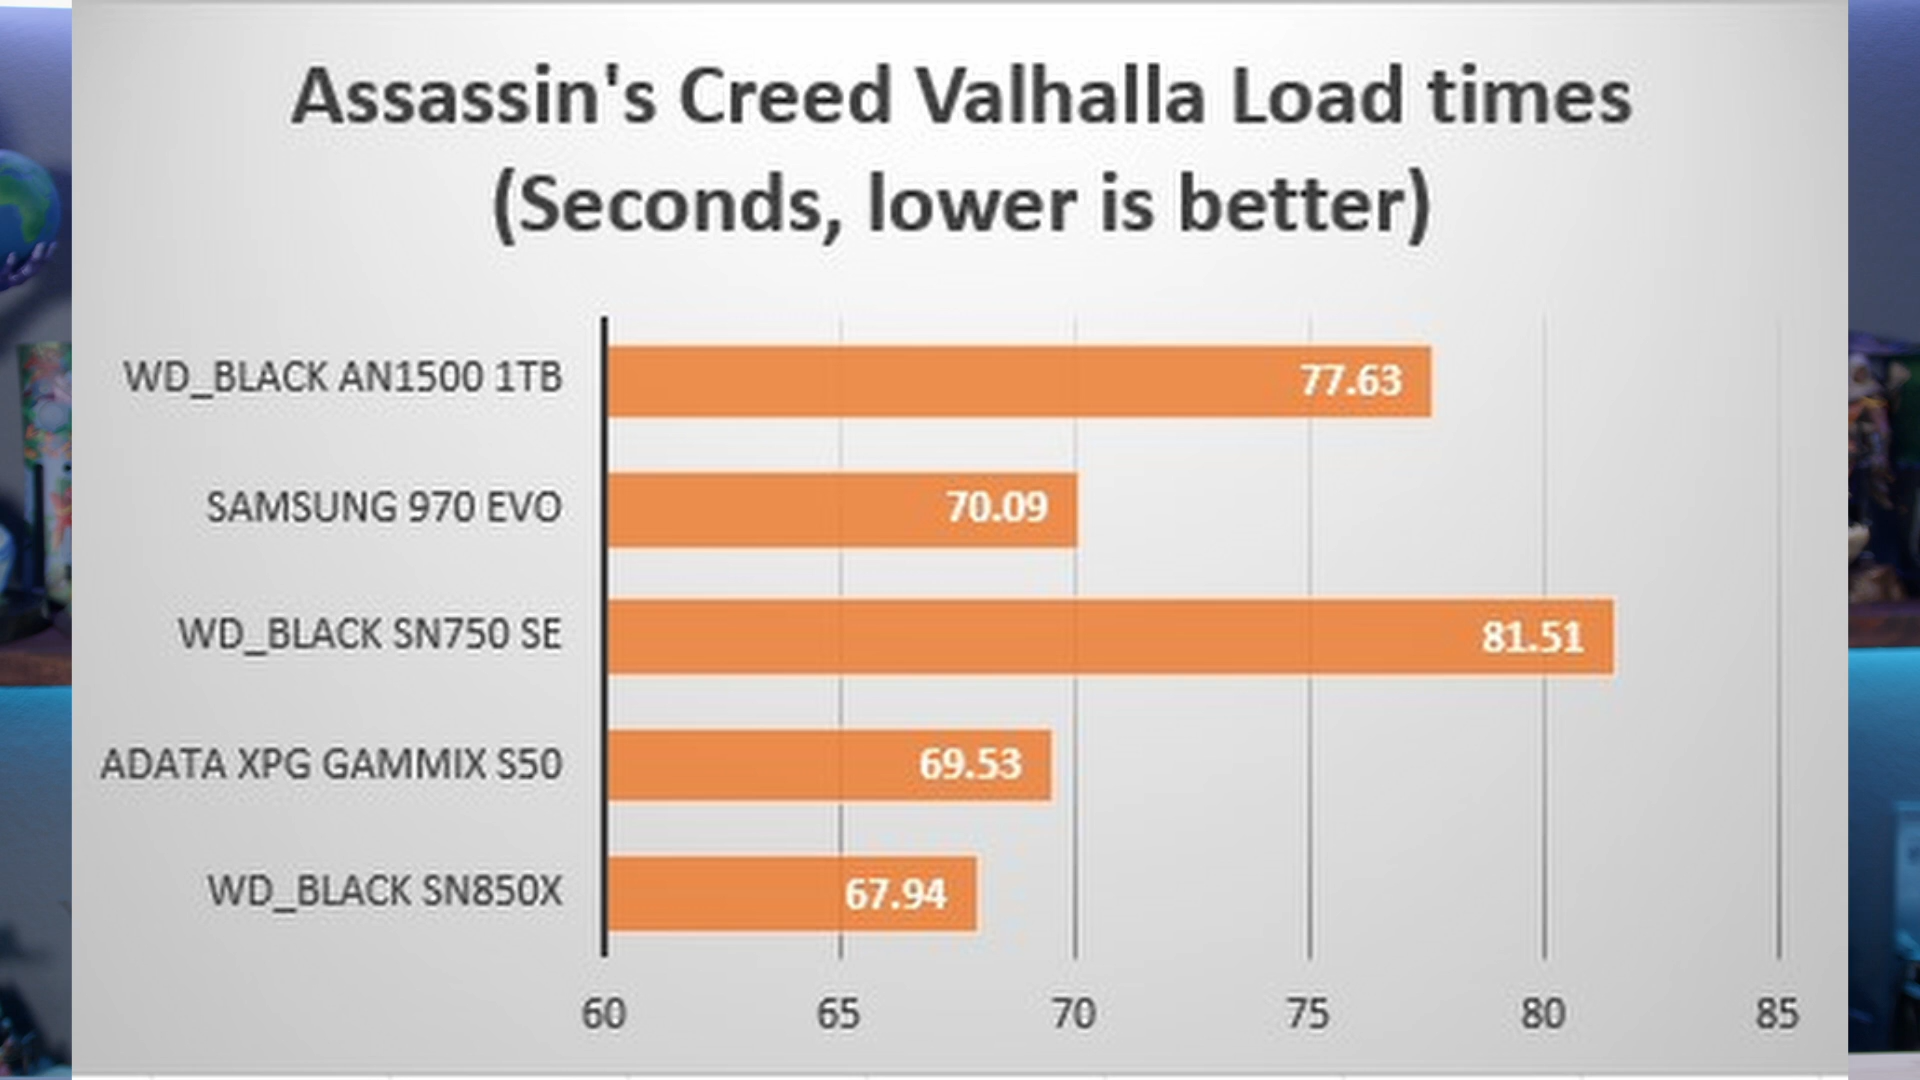 Assassin's Creed Valhalla Load times
(Seconds, lower is better)
WD_BLACK AN1500 1TB 77.63
SAMSUNG 970 EVO 70.09
WD_BLACK SN750 SE 81.51
ADATA XPG GAMMIX S50 69.53
WD_BLACK SN850X 67.94
60 65 70 75 80 85